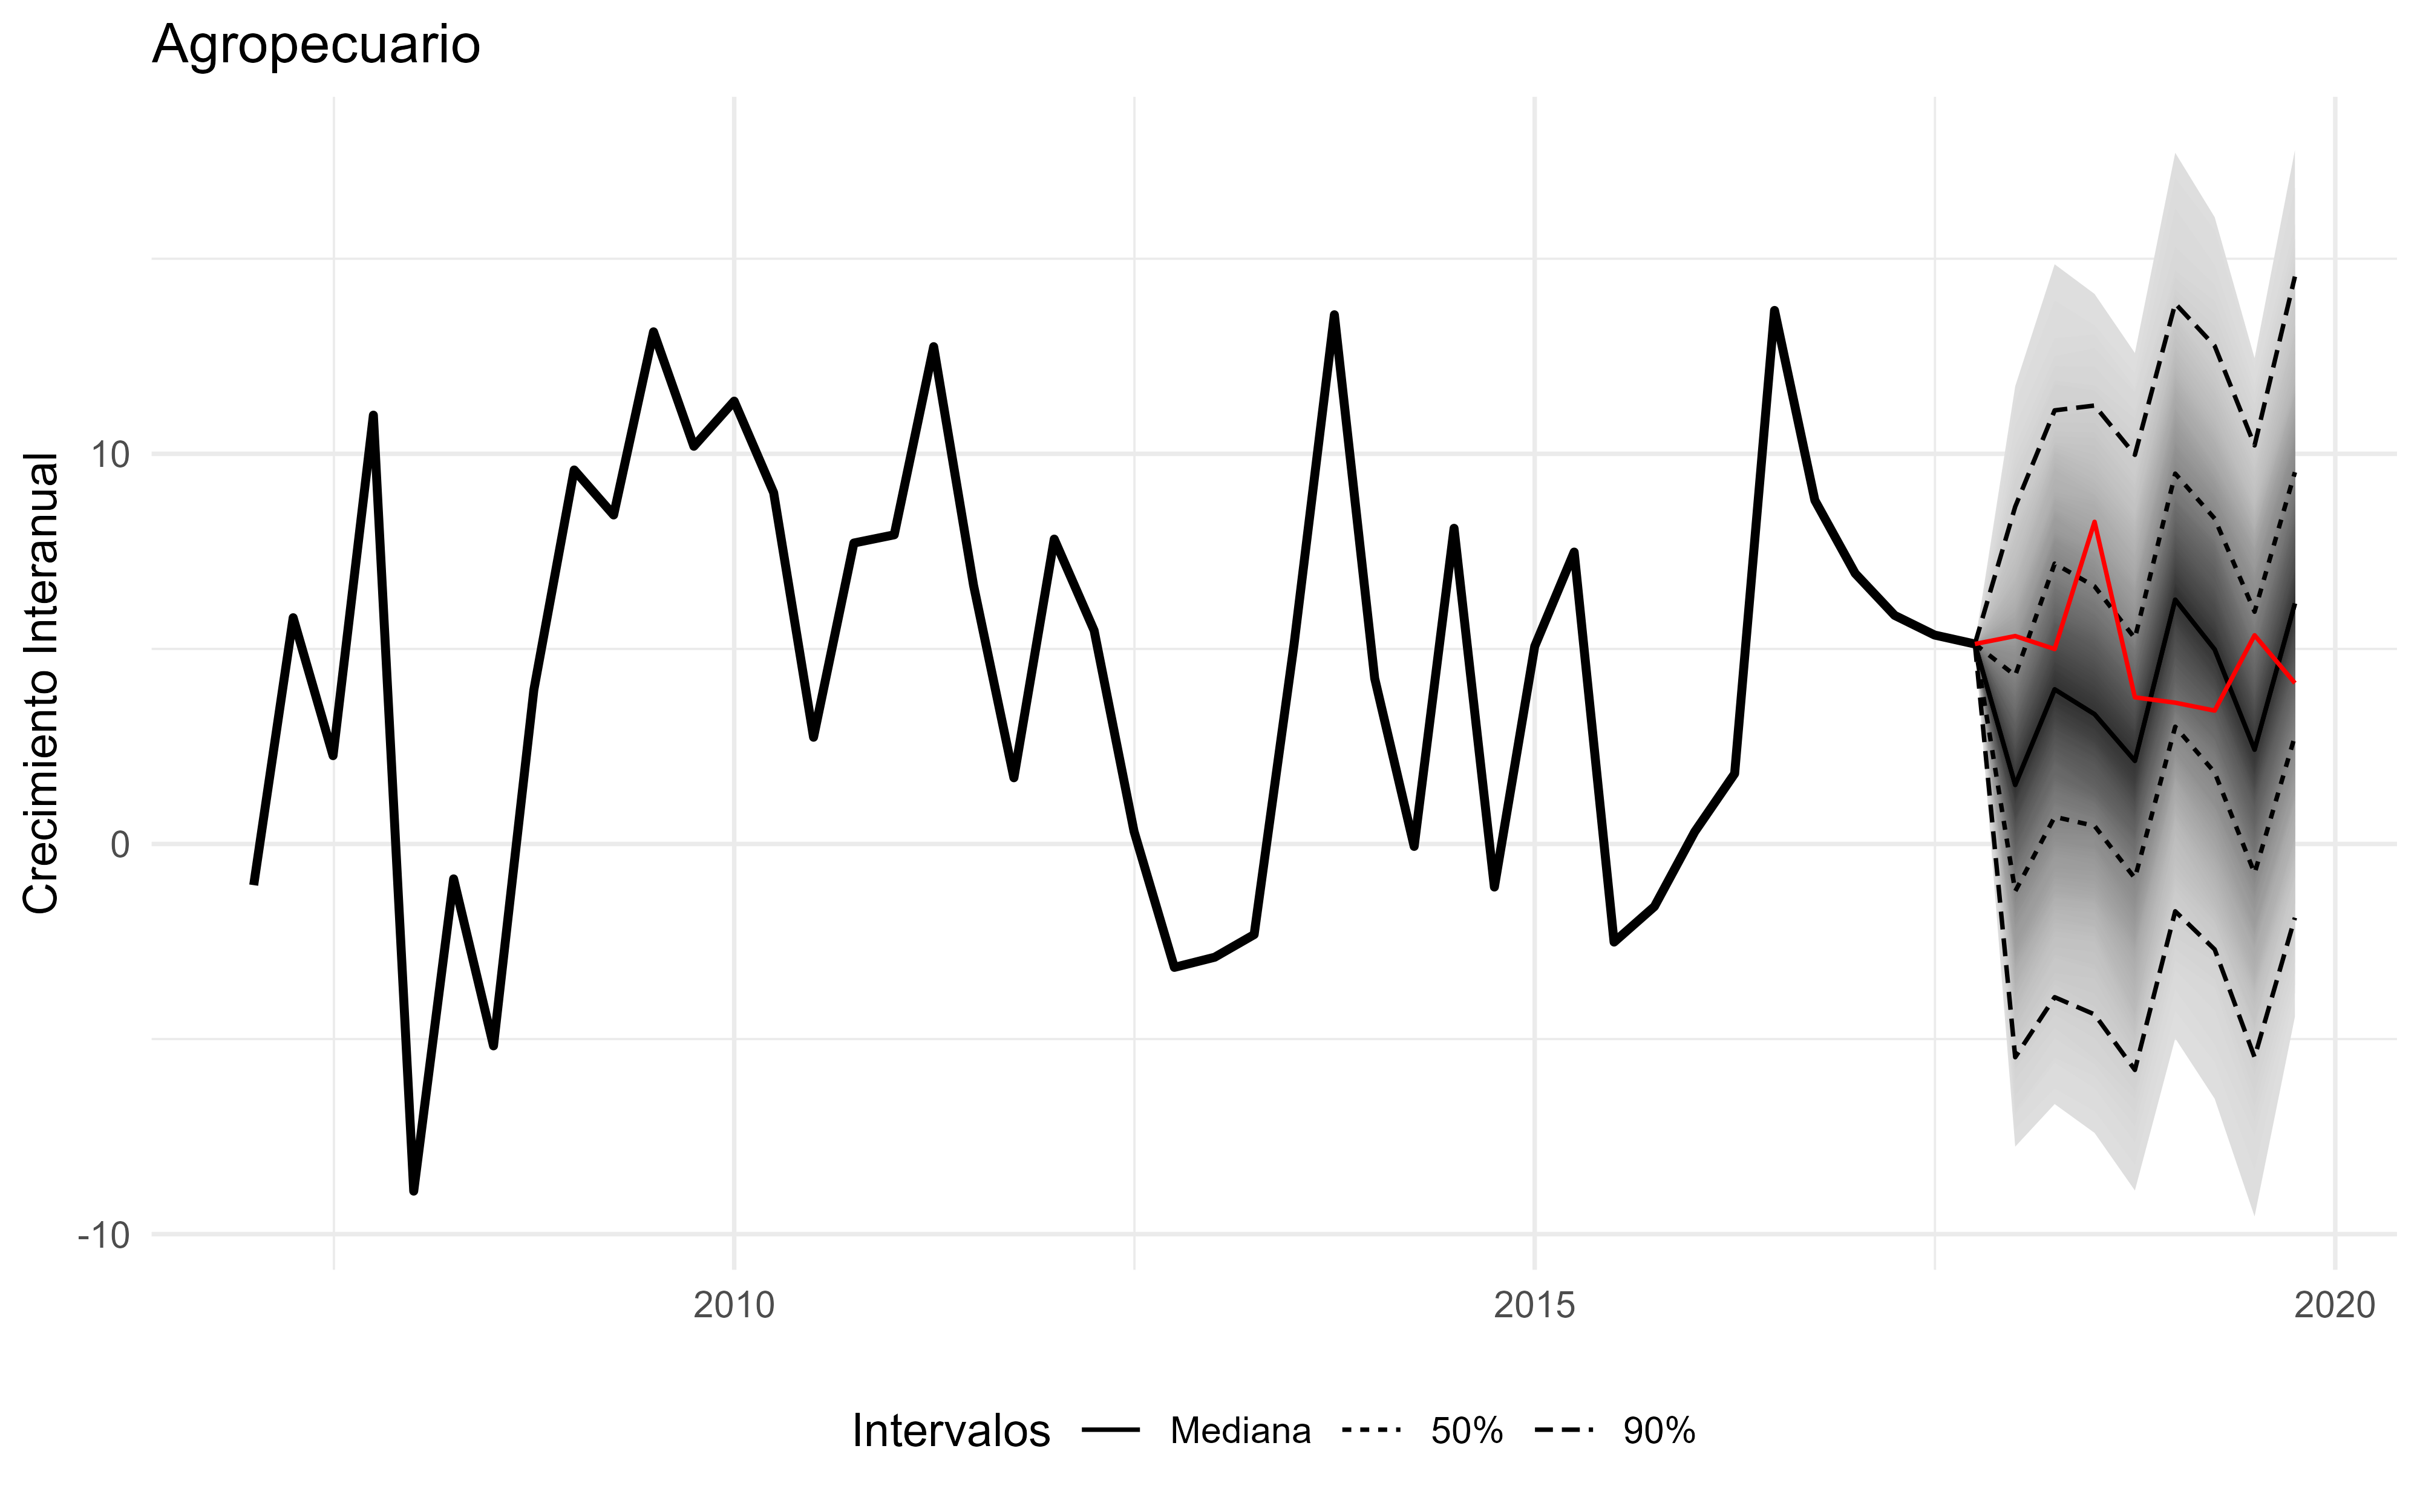 Agropecuario
Crecimiento Interanual
10
0
-10
2010 2015 2020
Intervalos Mediana 50% 90%